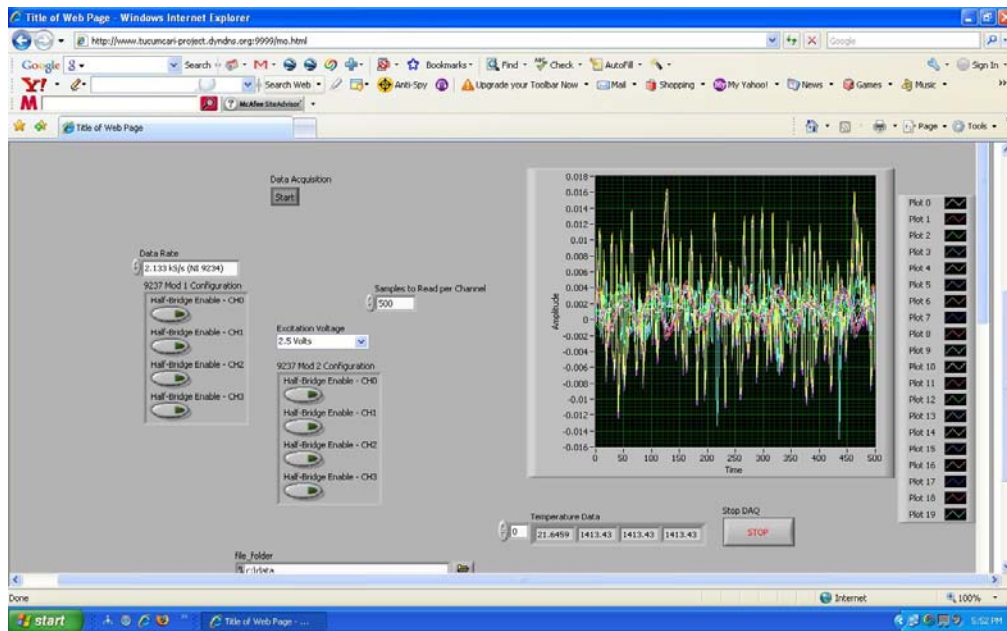 Title of Web Page - Windows Internet Explorer
http://www.tucumcari-project.dyndns.org:9999/mo.html
Google
Google
Search
Bookmarks
Find
Check
AutoFill
Sign In
Y!
Search Web
Anti-Spy
Upgrade your Toolbar Now
Mail
Shopping
My Yahoo!
News
Games
Music
M
McAfee SiteAdvisor
Title of Web Page
Page
Tools
Data Acquisition
Start
Data Rate
2.133 kS/s (NI 9234)
9237 Mod 1 Configuration
Half-Bridge Enable - CH0
Half-Bridge Enable - CH1
Half-Bridge Enable - CH2
Half-Bridge Enable - CH3
Samples to Read per Channel
500
Excitation Voltage
2.5 Volts
9237 Mod 2 Configuration
Half-Bridge Enable - CH0
Half-Bridge Enable - CH1
Half-Bridge Enable - CH2
Half-Bridge Enable - CH3
Amplitude
0.018
0.016
0.014
0.012
0.01
0.008
0.006
0.004
0.002
0
-0.002
-0.004
-0.006
-0.008
-0.01
-0.012
-0.014
-0.016
0 50 100 150 200 250 300 350 400 450 500
Time
Plot 0
Plot 1
Plot 2
Plot 3
Plot 4
Plot 5
Plot 6
Plot 7
Plot 8
Plot 9
Plot 10
Plot 11
Plot 12
Plot 13
Plot 14
Plot 15
Plot 16
Plot 17
Plot 18
Plot 19
Temperature Data
0 21.6459 1413.43 1413.43 1413.43
Stop DAQ
STOP
file_folder
c:\data
Done
Internet
100%
start
Title of Web Page - ...
5:52 PM